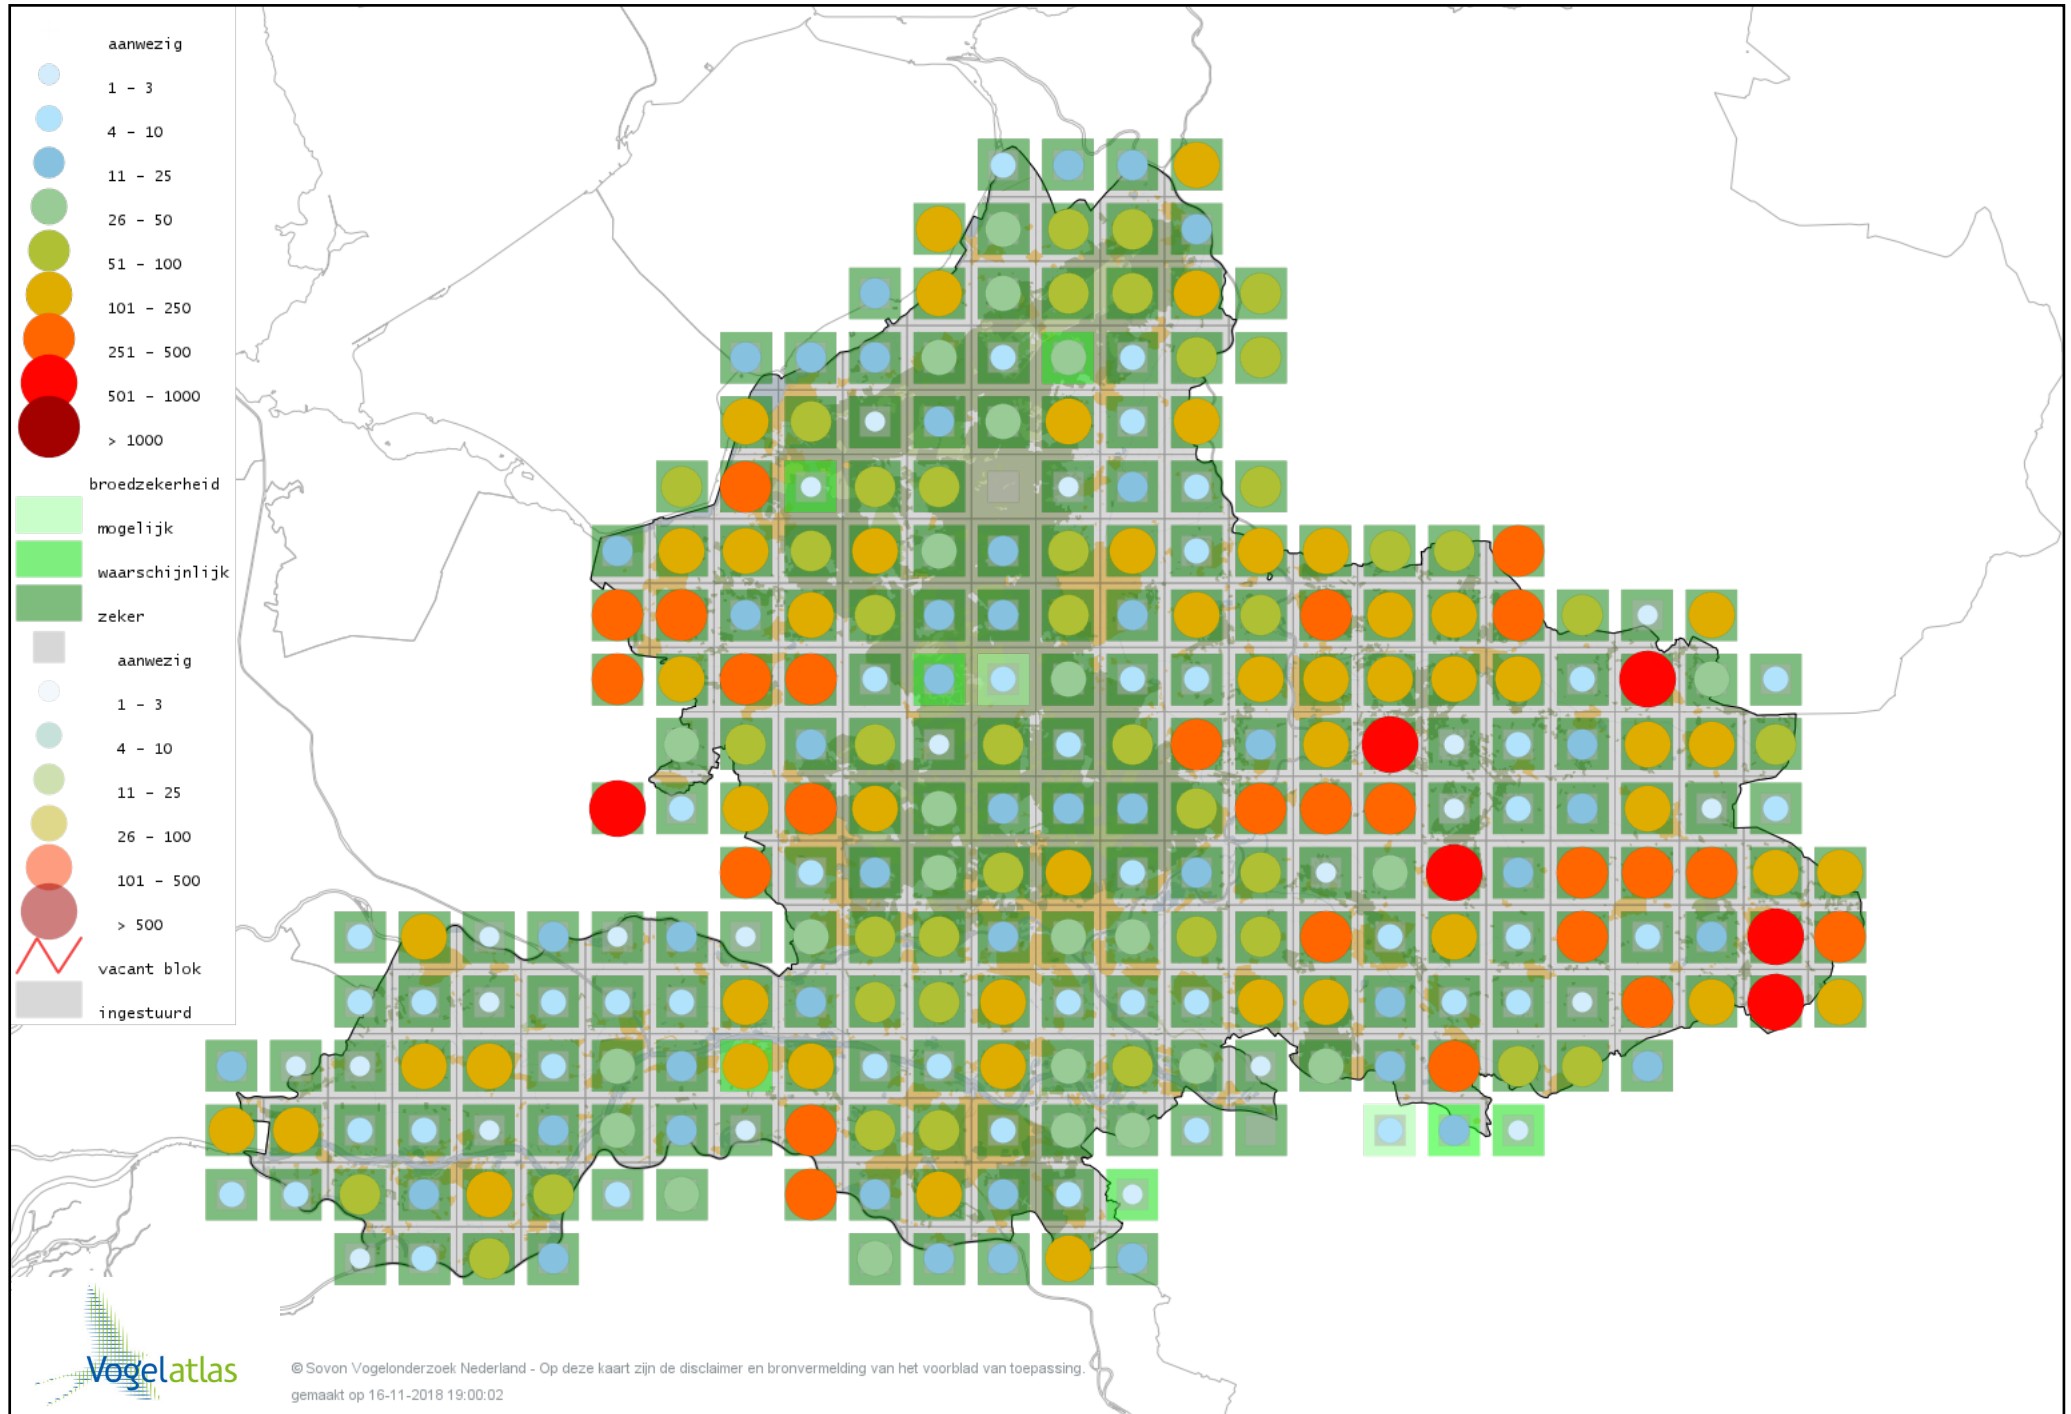 aanwezig
1 - 3
4 - 10
11 - 25
26 - 50
51 - 100
101 - 250
251 - 500
501 - 1000
> 1000
broedzekerheid
mogelijk
waarschijnlijk
zeker
aanwezig
1 - 3
4 - 10
11 - 25
26 - 100
101 - 500
> 500
vacant blok
ingestuurd
Vogelatlas
© Sovon Vogelonderzoek Nederland - Op deze kaart zijn de disclaimer en bronvermelding van het voorblad van toepassing.
gemaakt op 16-11-2018 19:00:02